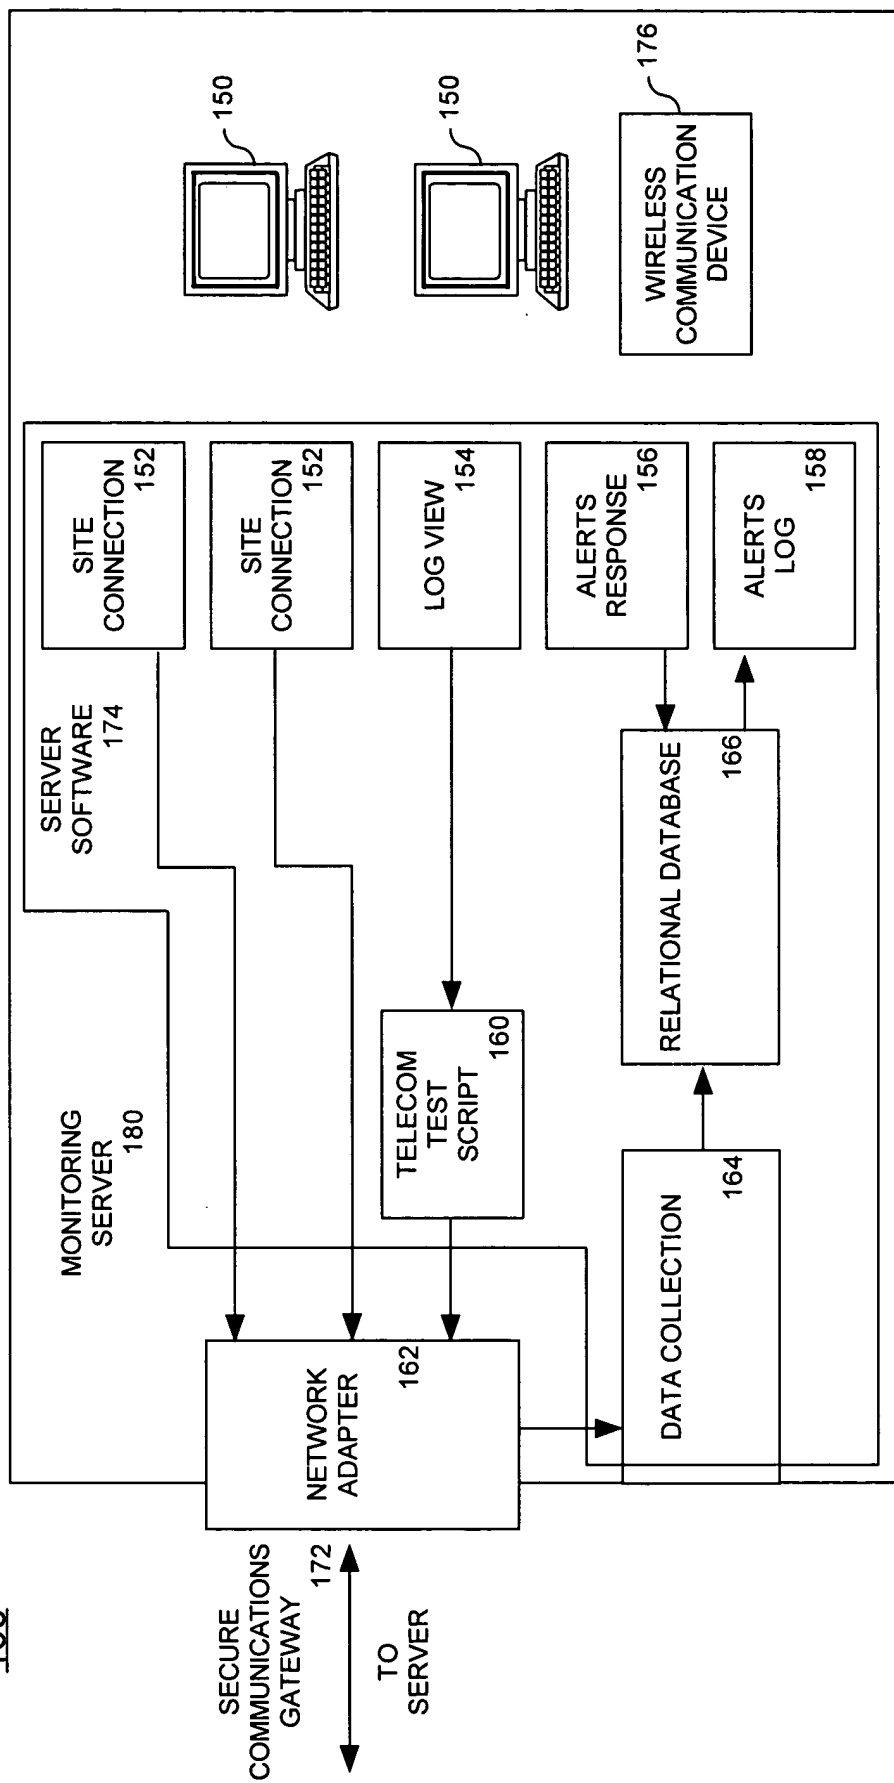 SECURE
COMMUNICATIONS
GATEWAY
172
TO
SERVER
MONITORING
SERVER
180
NETWORK
ADAPTER
162
SERVER
SOFTWARE
174
SITE
CONNECTION
152
SITE
CONNECTION
152
TELECOM
TEST
SCRIPT
160
LOG VIEW
154
ALERTS
RESPONSE
156
DATA COLLECTION
164
RELATIONAL DATABASE
166
ALERTS
LOG
158
150
150
WIRELESS
COMMUNICATION
DEVICE
176